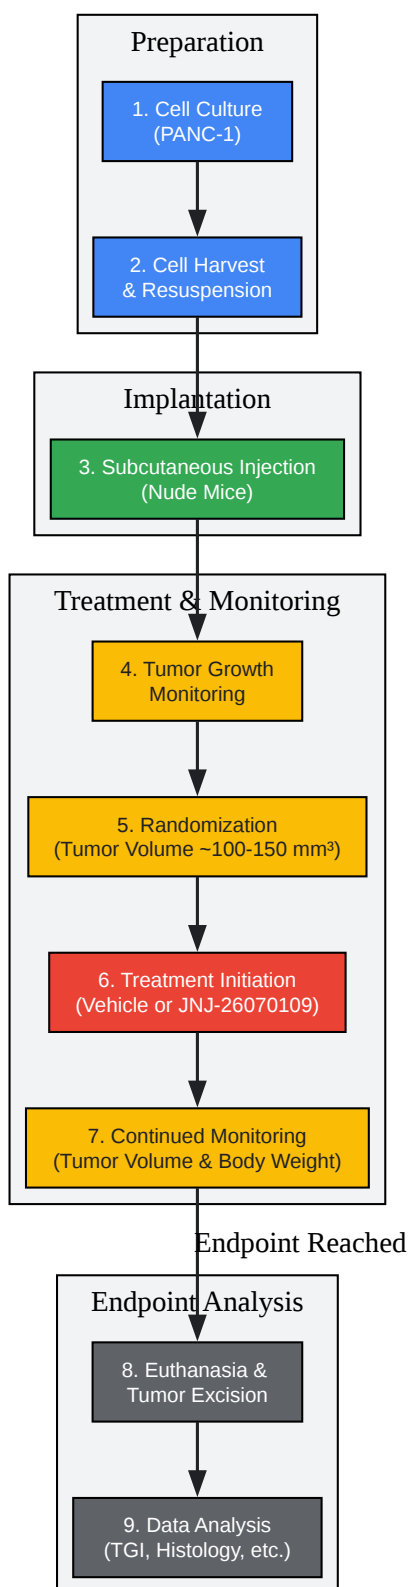 Preparation
1. Cell Culture
(PANC-1)
2. Cell Harvest
& Resuspension
Implantation
3. Subcutaneous Injection
(Nude Mice)
Treatment & Monitoring
4. Tumor Growth
Monitoring
5. Randomization
(Tumor Volume ~100-150 mm³)
6. Treatment Initiation
(Vehicle or JNJ-26070109)
7. Continued Monitoring
(Tumor Volume & Body Weight)
Endpoint Reached
Endpoint Analysis
8. Euthanasia &
Tumor Excision
9. Data Analysis
(TGI, Histology, etc.)